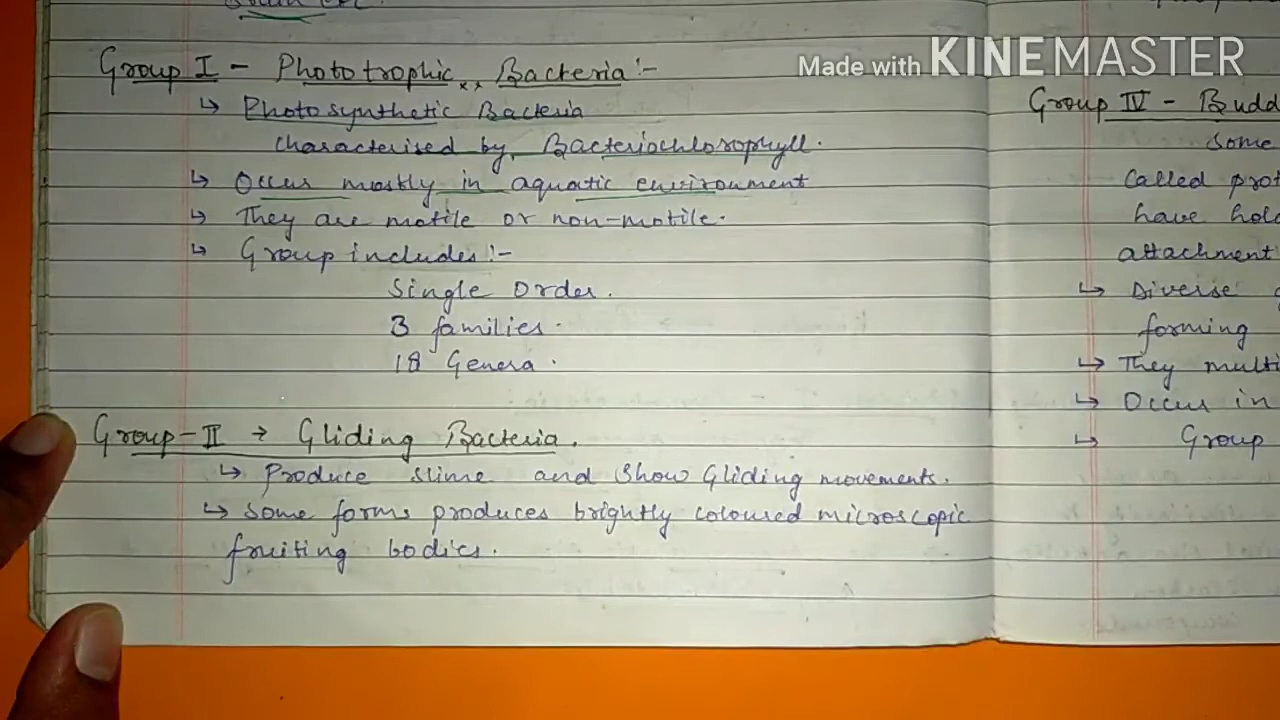 Group I - Phototrophic Bacteria :-
↳ Photosynthetic Bacteria
characterised by Bacteriochlorophyll.
↳ Occurs mostly in aquatic environment
↳ They are motile or non-motile.
↳ Group includes :-
Single Order.
3 families.
18 Genera.
Group-II → Gliding Bacteria.
↳ Produce slime and show Gliding movements.
↳ Some forms produces brightly coloured microscopic
fruiting bodies.
Made with KINEMASTER
Group IV - Budd
Some
called prot
have hold
attachment
↳ Diverse
forming
↳ They multi
↳ Occur in
↳ Group